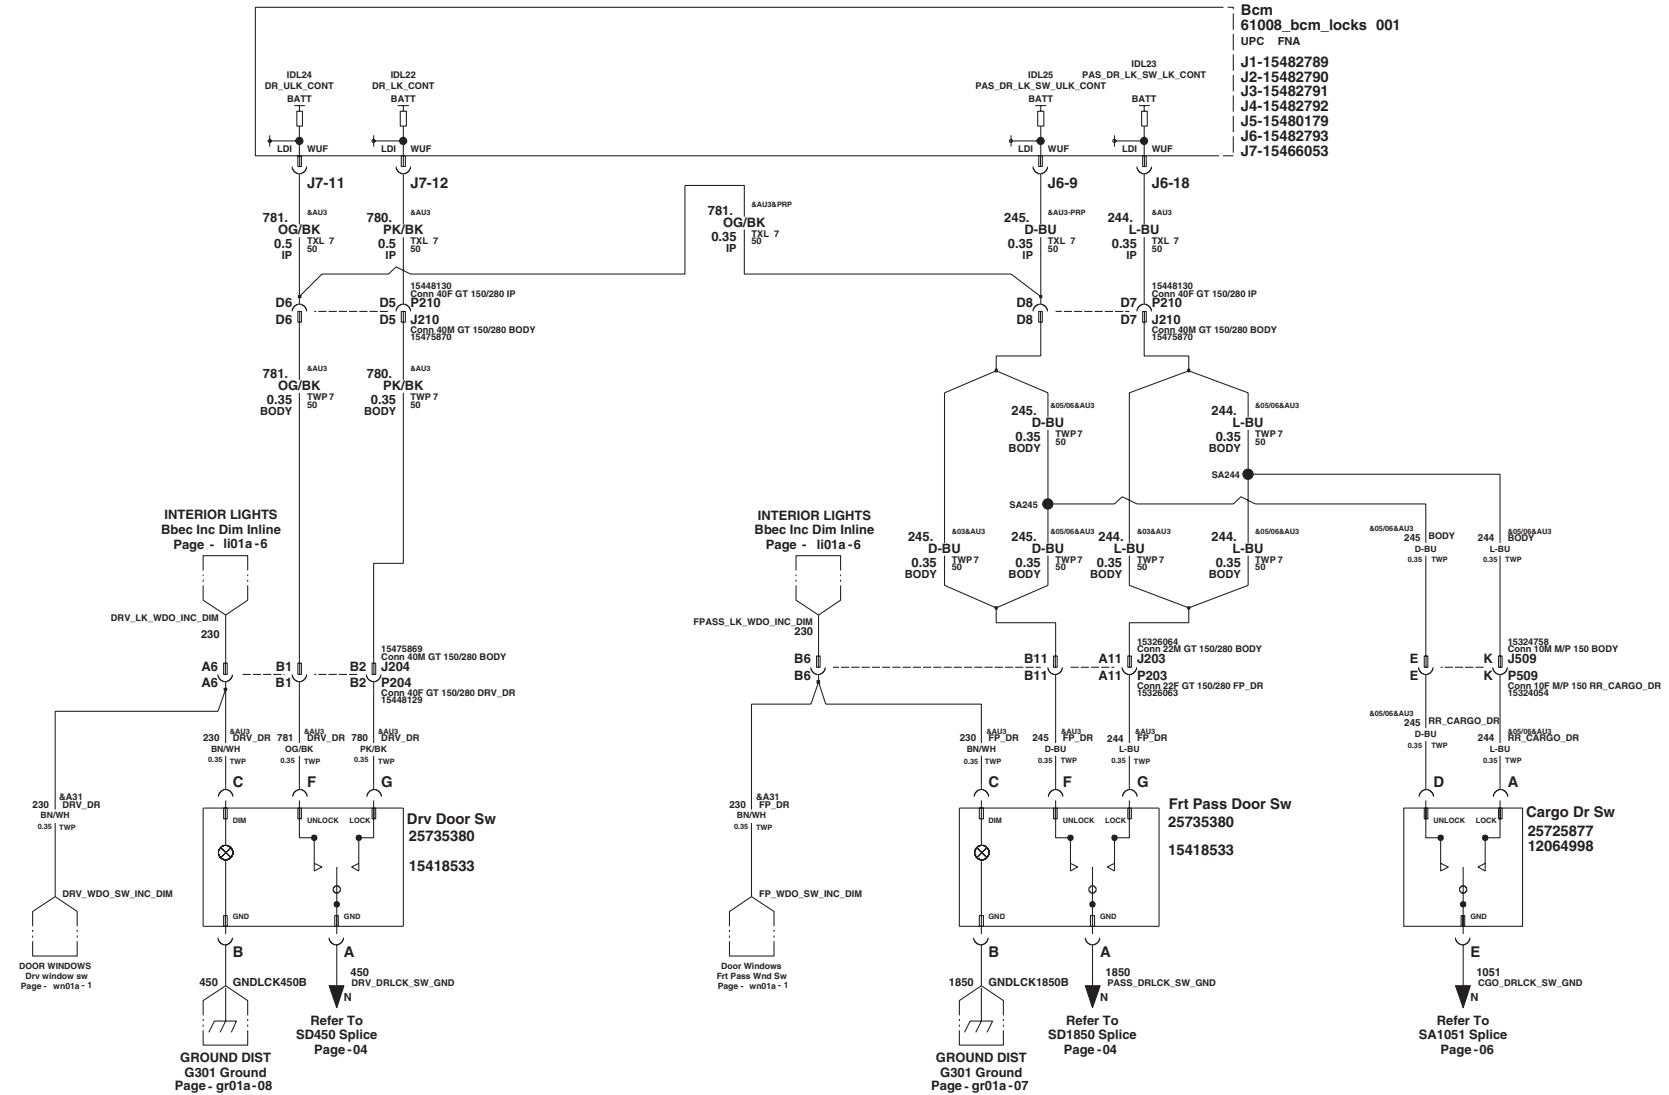 Bcm
61008_bcm_locks 001
UPC FNA
J1-15482789
J2-15482790
J3-15482791
J4-15482792
J5-15480179
J6-15482793
J7-15466053
IDL24
DR_ULK_CONT
BATT
LDI WUF
J7-11
IDL22
DR_LK_CONT
BATT
LDI WUF
J7-12
IDL25
PAS_DR_LK_SW_ULK_CONT
BATT
LDI WUF
J6-9
IDL23
PAS_DR_LK_SW_LK_CONT
BATT
LDI WUF
J6-18
781. &AU3
OG/BK
0.5 TXL 7
IP 50
780. &AU3
PK/BK
0.5 TXL 7
IP 50
781. &AU3&PRP
OG/BK
0.35 TXL 7
IP 50
245. &AU3-PRP
D-BU
0.35 TXL 7
IP 50
244. &AU3
L-BU
0.35 TXL 7
IP 50
15448130
Conn 40F GT 150/280 IP
D6 D5 P210
D6 D5 J210
Conn 40M GT 150/280 BODY
15475870
15448130
Conn 40F GT 150/280 IP
D8 D7 P210
D8 D7 J210
Conn 40M GT 150/280 BODY
15475870
781. &AU3
OG/BK
0.35 TWP 7
BODY 50
780. &AU3
PK/BK
0.35 TWP 7
BODY 50
245. &05/06&AU3
D-BU
0.35 TWP 7
BODY 50
244. &05/06&AU3
L-BU
0.35 TWP 7
BODY 50
SA244
SA245
245. &03&AU3
D-BU
0.35 TWP 7
BODY 50
245. &05/06&AU3
D-BU
0.35 TWP 7
BODY 50
244. &03&AU3
L-BU
0.35 TWP 7
BODY 50
244. &05/06&AU3
L-BU
0.35 TWP 7
BODY 50
&05/06&AU3
245 BODY
D-BU
0.35 TWP
&05/06&AU3
244 BODY
L-BU
0.35 TWP
INTERIOR LIGHTS
Bbec Inc Dim Inline
Page - li01a-6
DRV_LK_WDO_INC_DIM
230
INTERIOR LIGHTS
Bbec Inc Dim Inline
Page - li01a-6
FPASS_LK_WDO_INC_DIM
230
15475869
Conn 40M GT 150/280 BODY
A6 B1 B2 J204
A6 B1 B2 P204
Conn 40F GT 150/280 DRV_DR
15448129
15326064
Conn 22M GT 150/280 BODY
B6 B11 A11 J203
B6 B11 A11 P203
Conn 22F GT 150/280 FP_DR
15326063
15324758
Conn 10M M/P 150 BODY
E K J509
E K P509
Conn 10F M/P 150 RR_CARGO_DR
15324054
&AU3
230 DRV_DR
BN/WH
0.35 TWP
C
&AU3
781 DRV_DR
OG/BK
0.35 TWP
F
&AU3
780 DRV_DR
PK/BK
0.35 TWP
G
&AU3
230 FP_DR
BN/WH
0.35 TWP
C
&AU3
245 FP_DR
D-BU
0.35 TWP
F
&AU3
244 FP_DR
L-BU
0.35 TWP
G
&05/06&AU3
245 RR_CARGO_DR
D-BU
0.35 TWP
D
&05/06&AU3
244 RR_CARGO_DR
L-BU
0.35 TWP
A
&A31
230 DRV_DR
BN/WH
0.35 TWP
&A31
230 FP_DR
BN/WH
0.35 TWP
DIM UNLOCK LOCK
GND GND
Drv Door Sw
25735380
15418533
DIM UNLOCK LOCK
GND GND
Frt Pass Door Sw
25735380
15418533
UNLOCK LOCK
GND
Cargo Dr Sw
25725877
12064998
DRV_WDO_SW_INC_DIM
DOOR WINDOWS
Drv window sw
Page - wn01a - 1
FP_WDO_SW_INC_DIM
Door Windows
Frt Pass Wnd Sw
Page - wn01a - 1
B
450 GNDLCK450B
GROUND DIST
G301 Ground
Page - gr01a-08
A
450
DRV_DRLCK_SW_GND
N
Refer To
SD450 Splice
Page-04
B
1850 GNDLCK1850B
GROUND DIST
G301 Ground
Page - gr01a-07
A
1850
PASS_DRLCK_SW_GND
N
Refer To
SD1850 Splice
Page-04
E
1051
CGO_DRLCK_SW_GND
N
Refer To
SA1051 Splice
Page-06